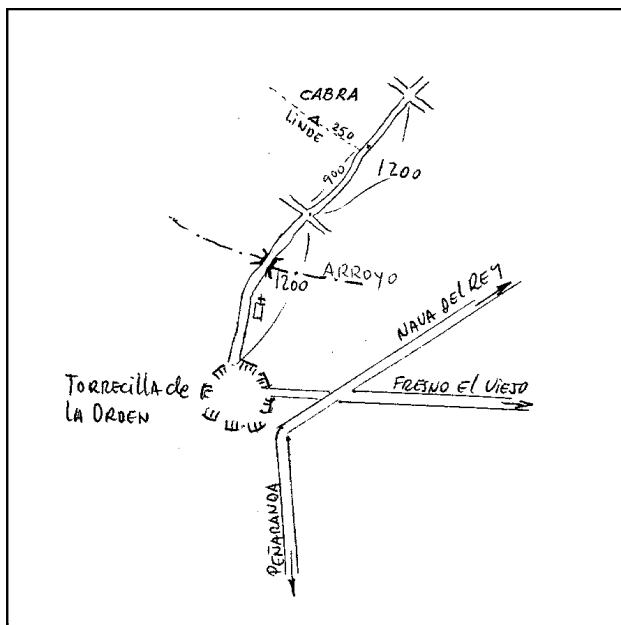 CABRA
LINDE
250
900
1200
ARROYO
1200
NAVA DEL REY
FRESNO EL VIEJO
TORRECILLA de
LA ORDEN
PEÑARANDA